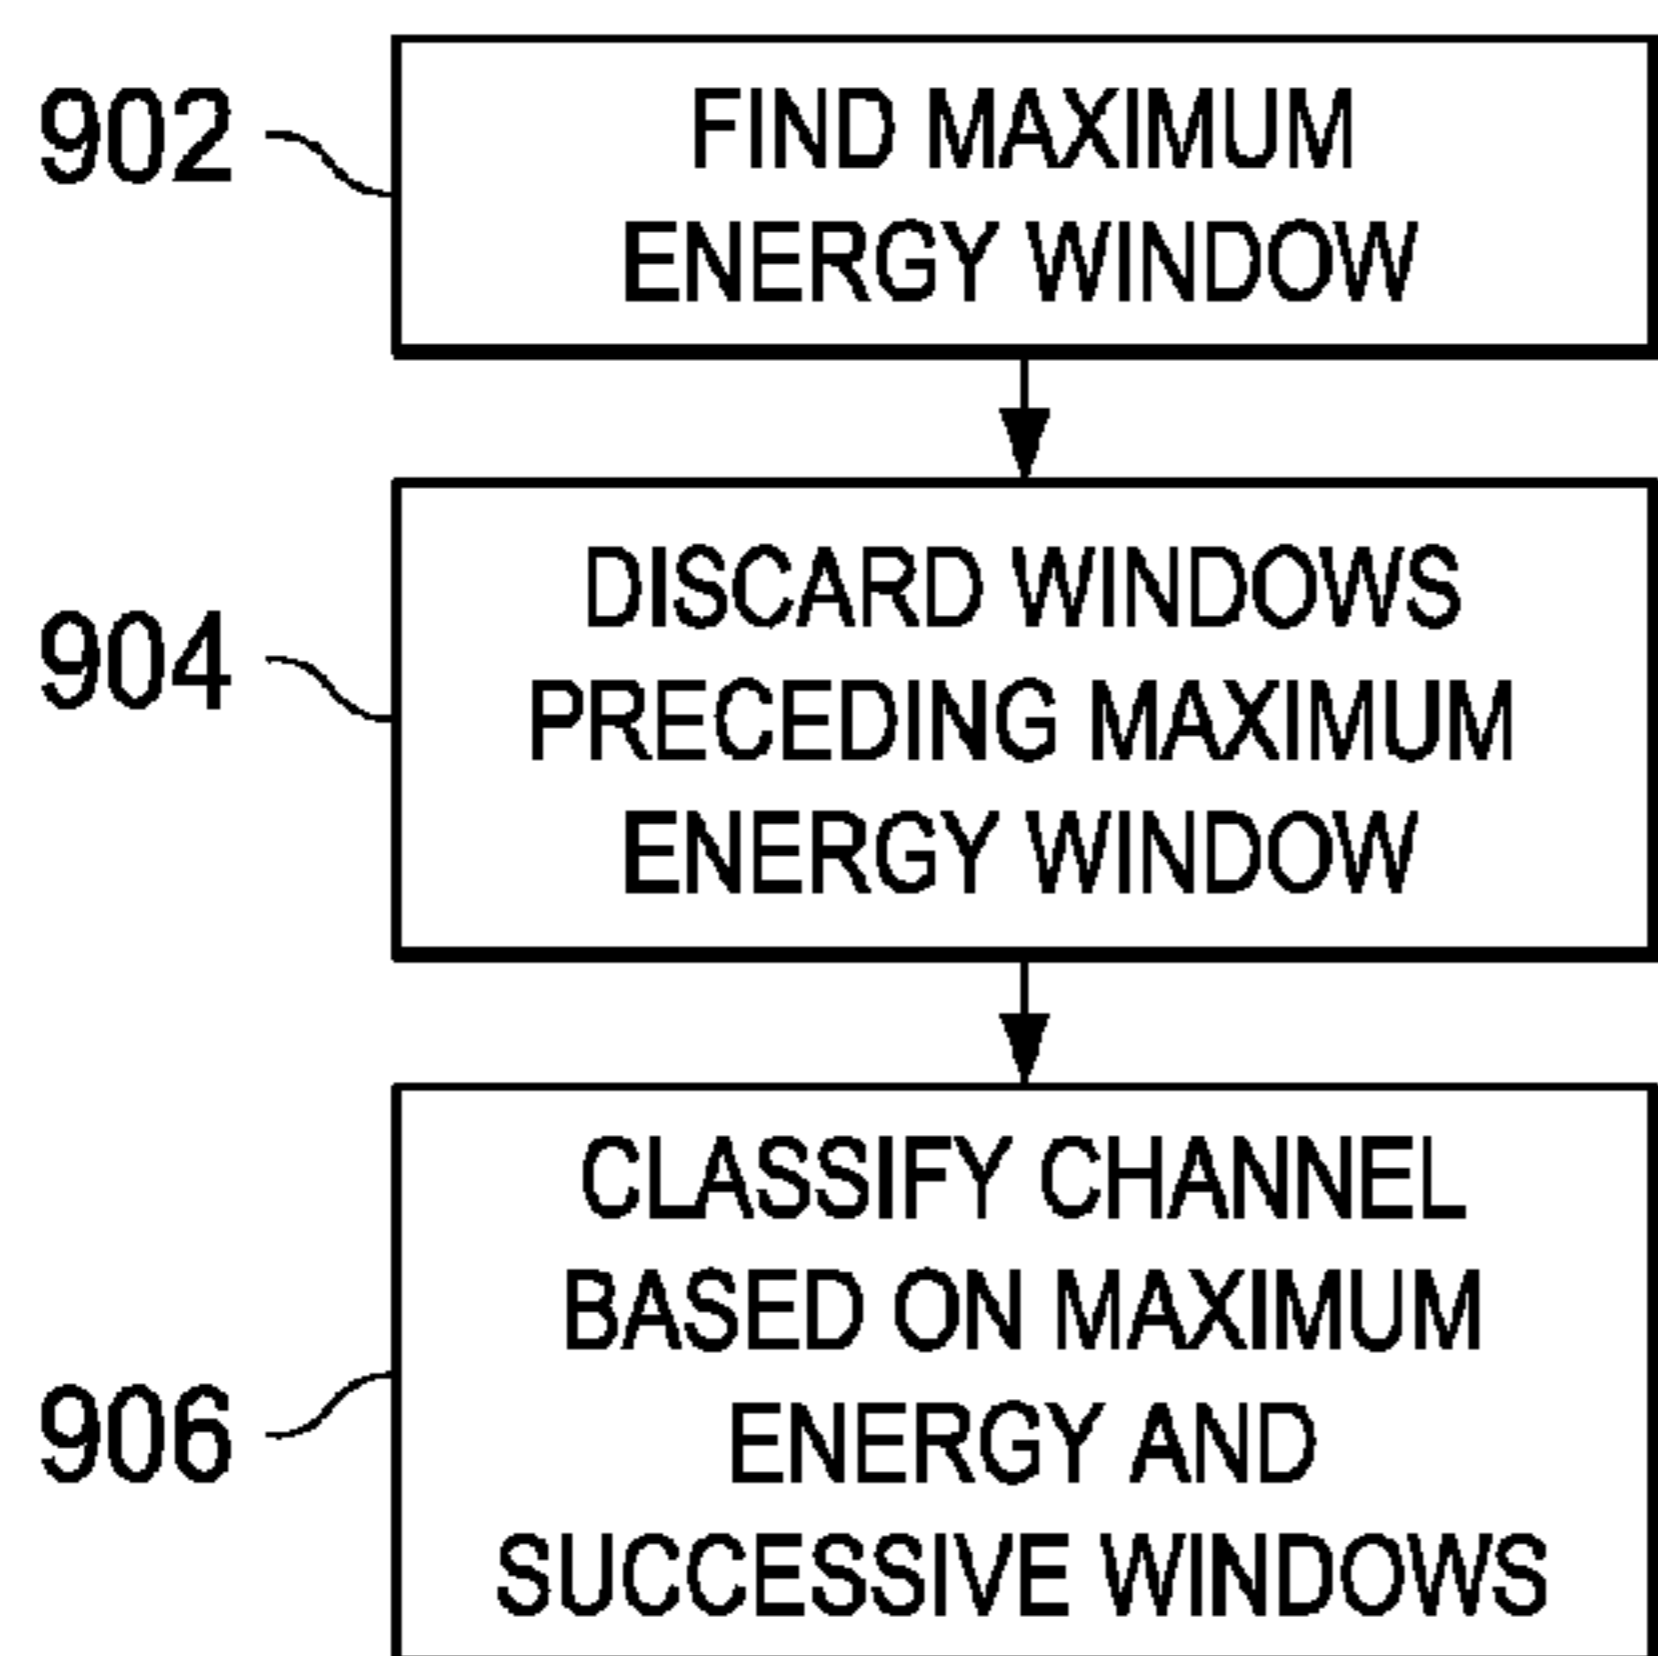 902
FIND MAXIMUM
ENERGY WINDOW
904
DISCARD WINDOWS
PRECEDING MAXIMUM
ENERGY WINDOW
906
CLASSIFY CHANNEL
BASED ON MAXIMUM
ENERGY AND
SUCCESSIVE WINDOWS